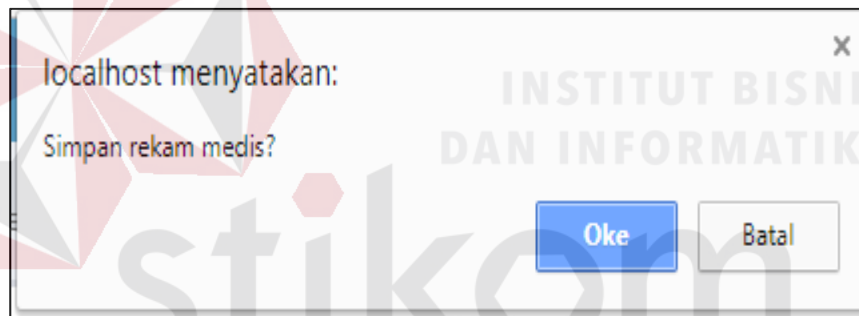 ×
localhost menyatakan:
INSTITUT BISNI
Simpan rekam medis?
DAN INFORMATIK
Oke
Batal
stikom